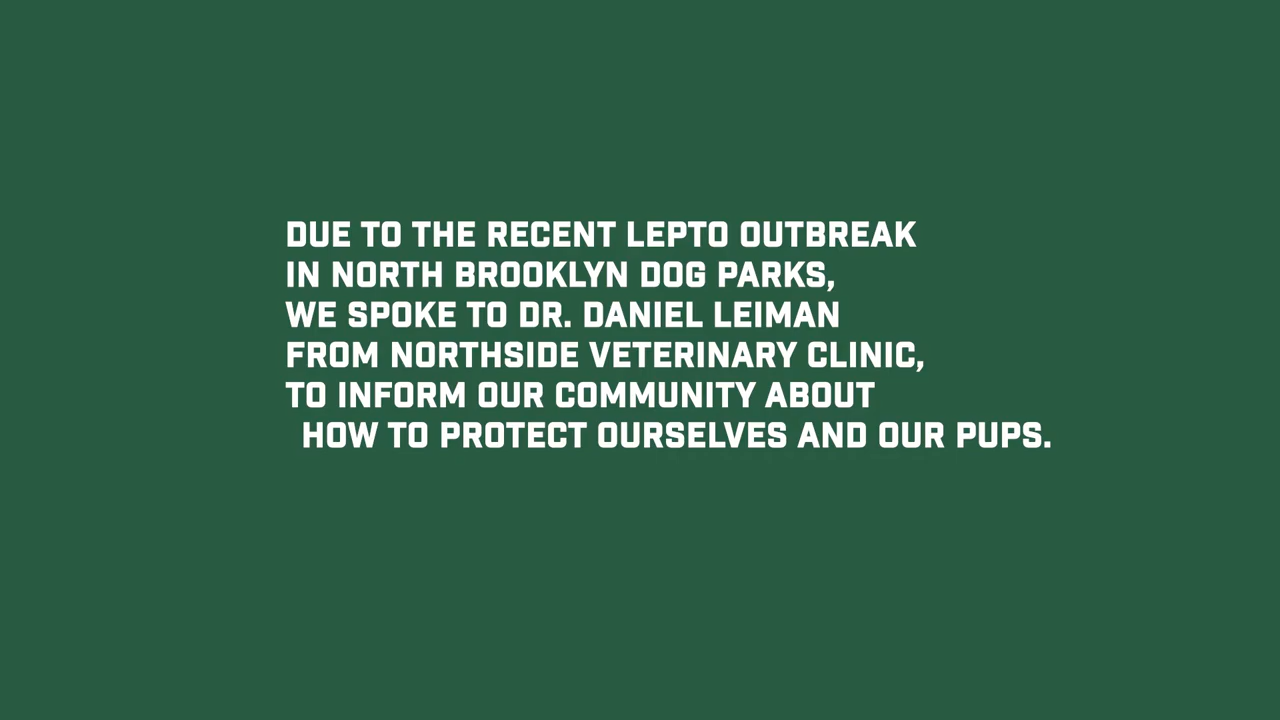 DUE TO THE RECENT LEPTO OUTBREAK
IN NORTH BROOKLYN DOG PARKS,
WE SPOKE TO DR. DANIEL LEIMAN
FROM NORTHSIDE VETERINARY CLINIC,
TO INFORM OUR COMMUNITY ABOUT
HOW TO PROTECT OURSELVES AND OUR PUPS.